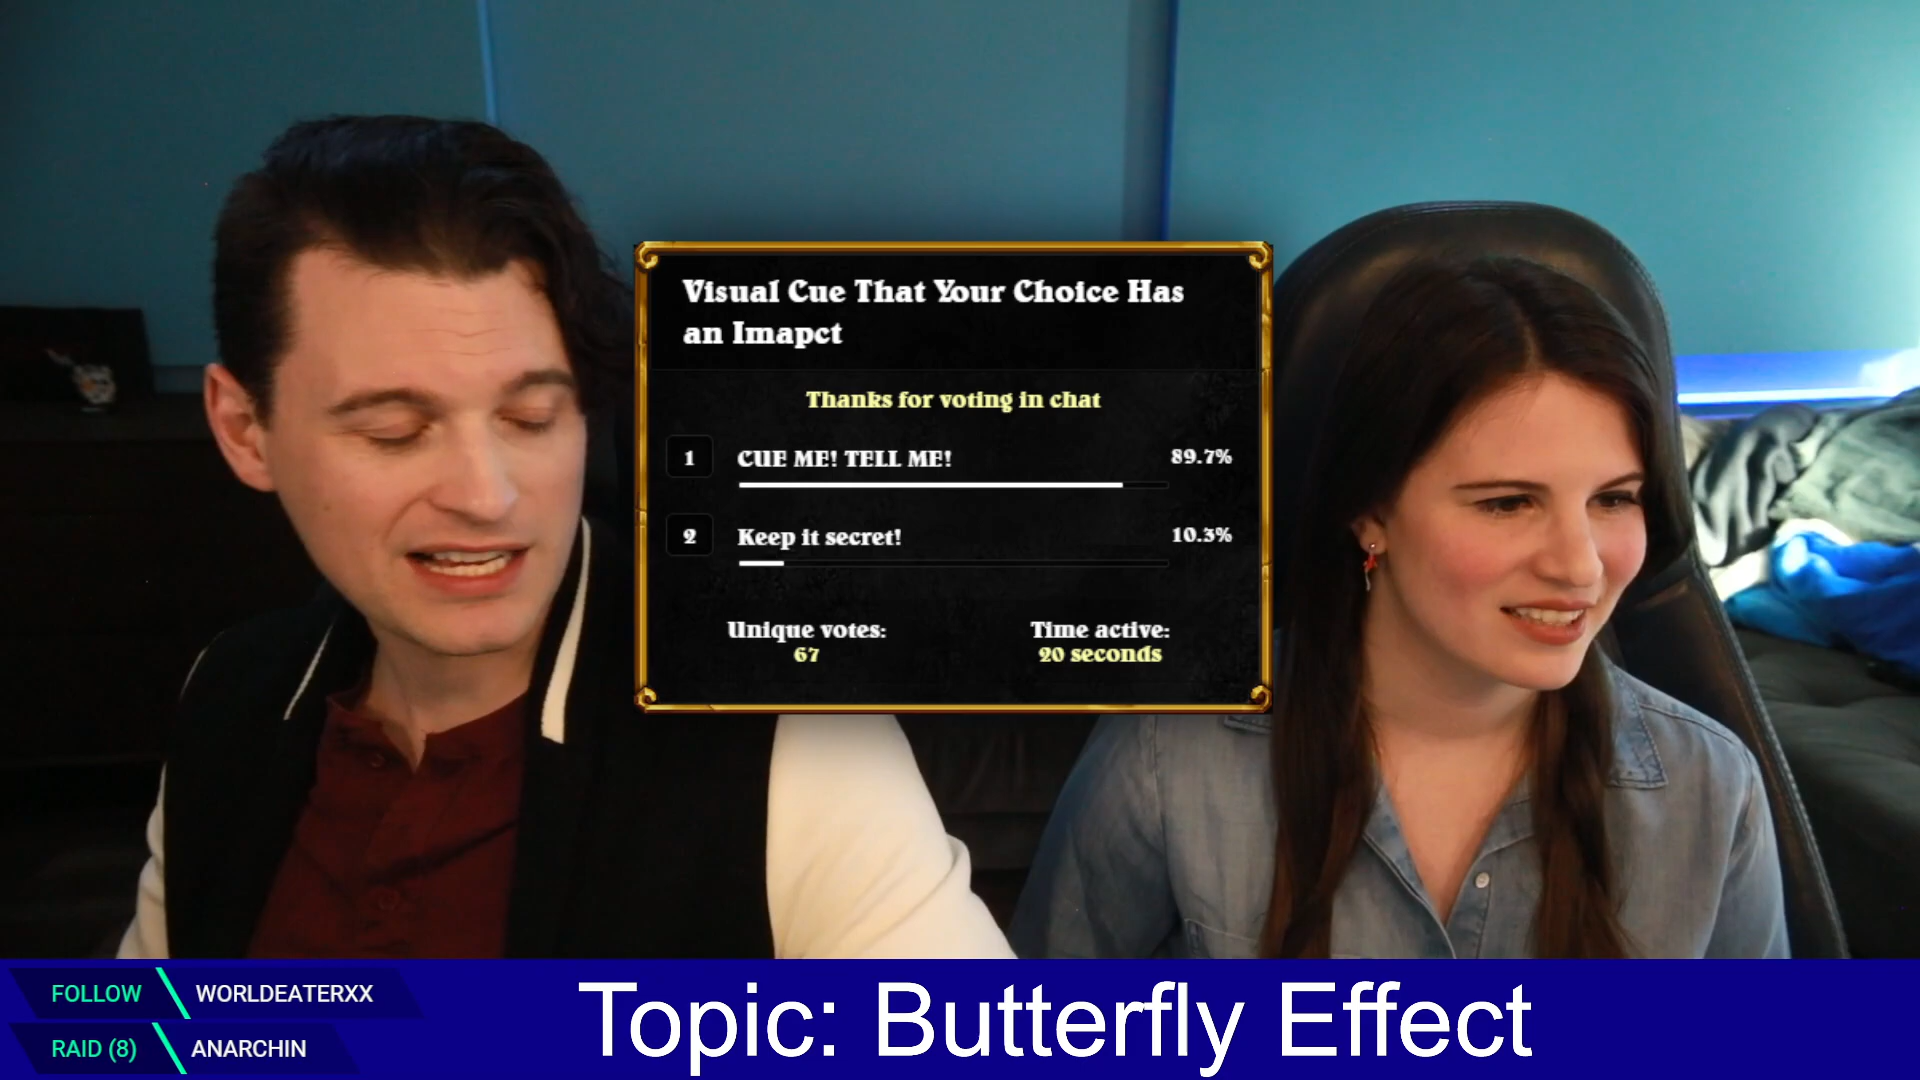 Visual Cue That Your Choice Has
an Imapct
Thanks for voting in chat
1 CUE ME! TELL ME! 89.7%
2 Keep it secret! 10.3%
Unique votes: Time active:
67 20 seconds
FOLLOW WORLDEATERXX
RAID (8) ANARCHIN
Topic: Butterfly Effect